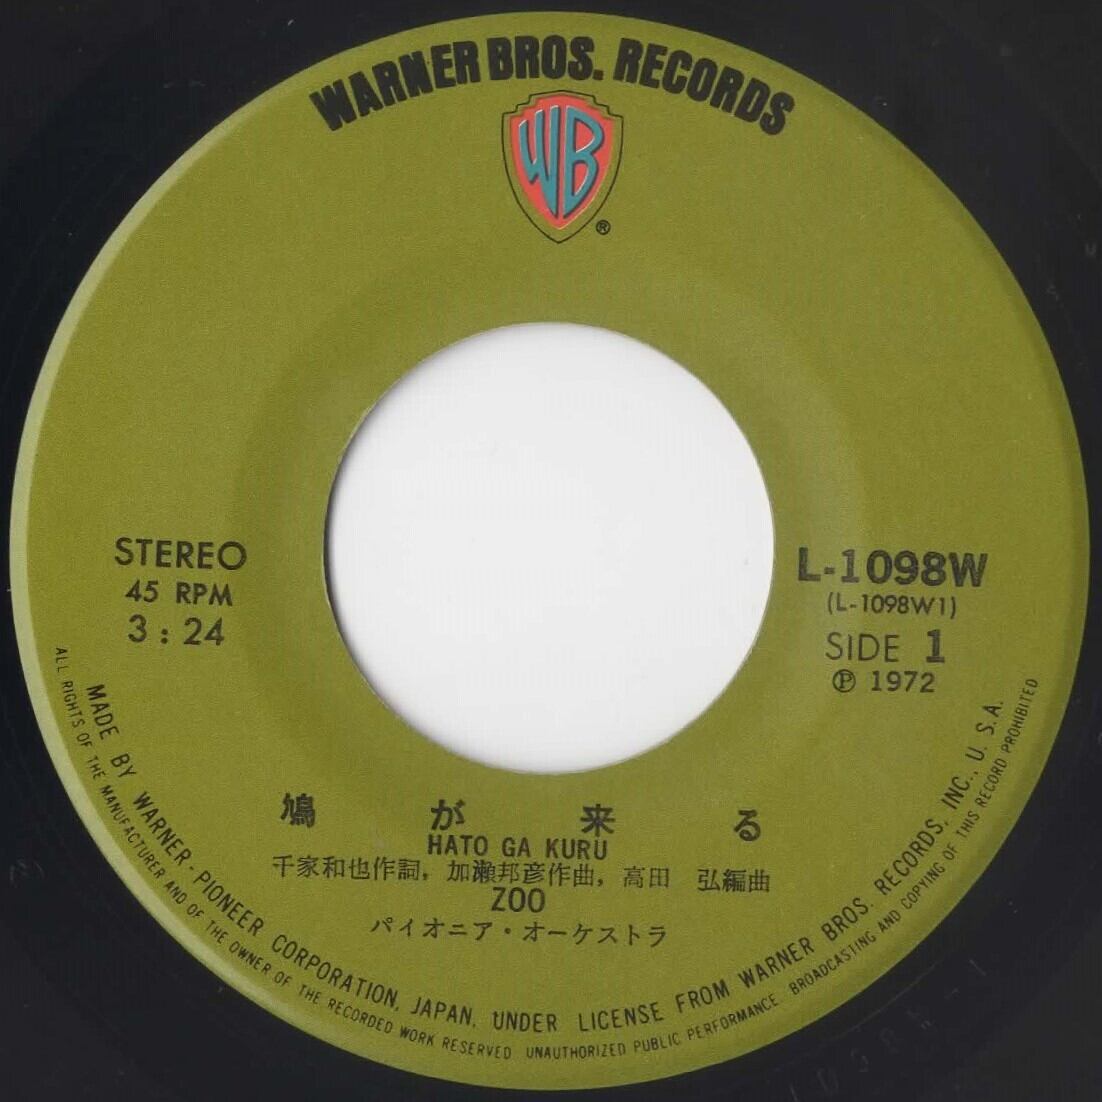 WARNER BROS. RECORDS
WB
®
STEREO
45 RPM
3 : 24
L-1098W
(L-1098W1)
SIDE 1
Ⓟ 1972
鳩が来る
HATO GA KURU
千家和也作詞, 加瀬邦彦作曲, 高田 弘編曲
ZOO
パイオニア・オーケストラ
MADE BY WARNER-PIONEER CORPORATION, JAPAN, UNDER LICENSE FROM WARNER BROS. RECORDS, INC., U. S. A.
ALL RIGHTS OF THE MANUFACTURER AND OF THE OWNER OF THE RECORDED WORK RESERVED UNAUTHORIZED PUBLIC PERFORMANCE BROADCASTING AND COPYING OF THIS RECORD PROHIBITED